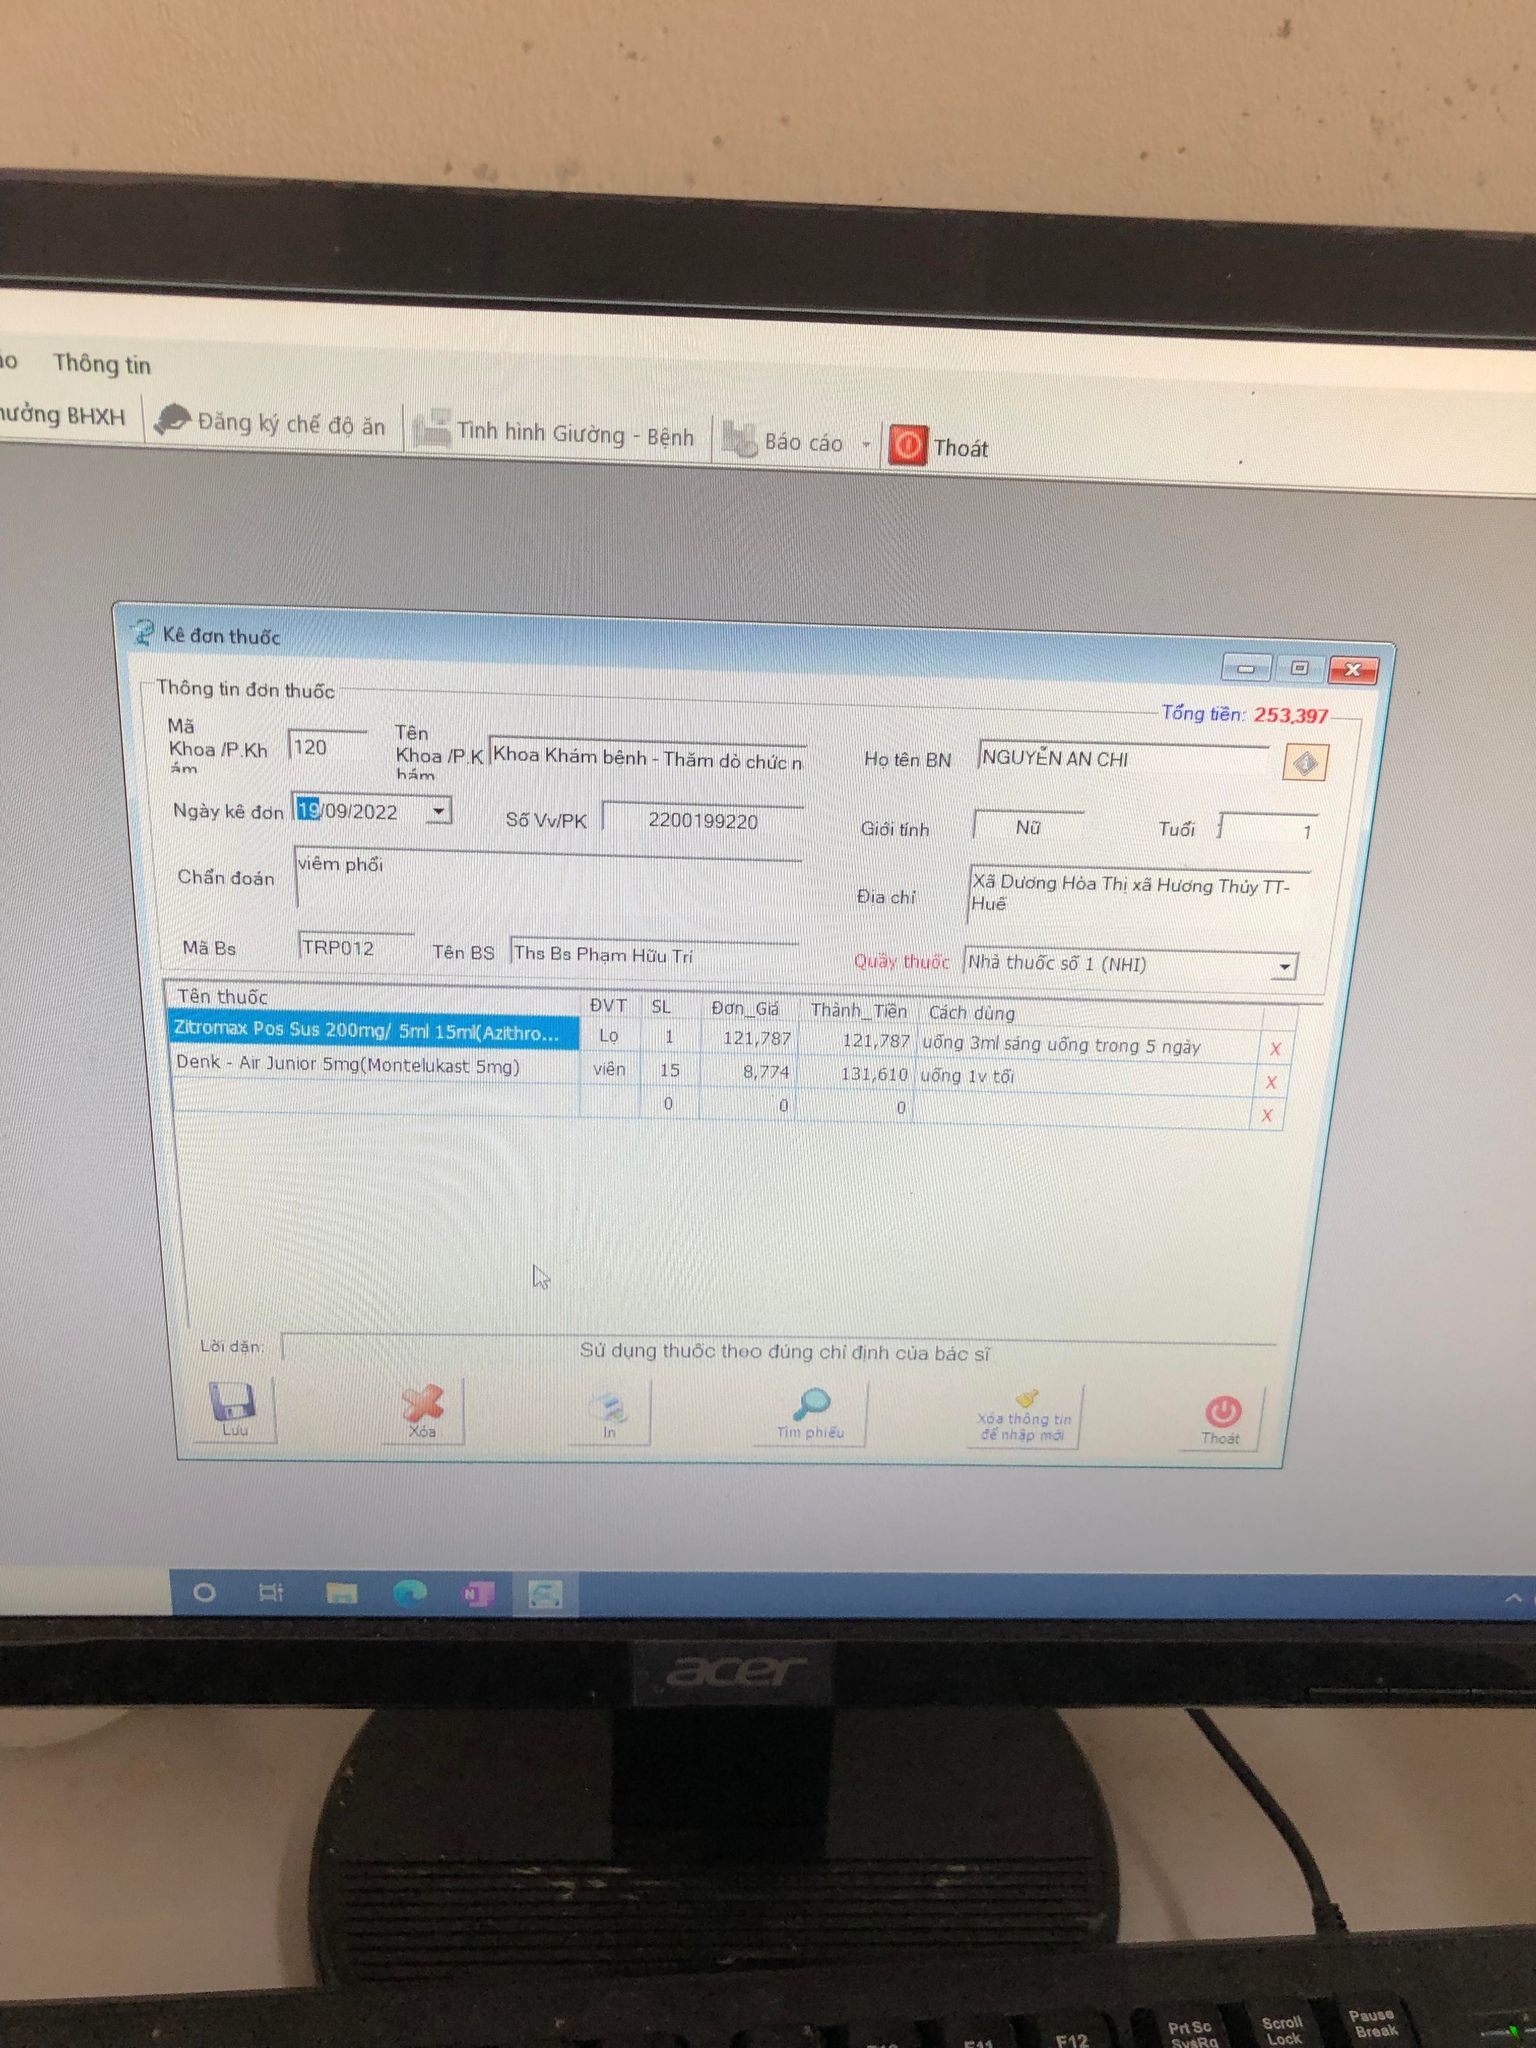 Thông tin
hưởng BHXH Đăng ký chế độ ăn Tình hình Giường - Bệnh Báo cáo Thoát
Kê đơn thuốc
Thông tin đơn thuốc
Tổng tiền: 253,397
Mã Khoa /P.Khám 120 Tên Khoa /P.Khám Khoa Khám bệnh - Thăm dò chức n Họ tên BN NGUYỄN AN CHI
Ngày kê đơn 19/09/2022 Số Vv/PK 2200199220 Giới tính Nữ Tuổi 1
Chẩn đoán viêm phổi Địa chỉ Xã Dương Hòa Thị xã Hương Thủy TT-
Huế
Mã Bs TRP012 Tên BS Ths Bs Phạm Hữu Trí Quầy thuốc Nhà thuốc số 1 (NHI)
Tên thuốc ĐVT SL Đơn_Giá Thành_Tiền Cách dùng
Zitromax Pos Sus 200mg/ 5ml 15ml(Azithro... Lọ 1 121,787 121,787 uống 3ml sáng uống trong 5 ngày X
Denk - Air Junior 5mg(Montelukast 5mg) viên 15 8,774 131,610 uống 1v tối X
0 0 0 X
Lời dặn: Sử dụng thuốc theo đúng chỉ định của bác sĩ
Lưu Xóa In Tìm phiếu Xóa thông tin
để nhập mới Thoát
acer
F11 F12 Prt Sc
SysRq Scroll
Lock Pause
Break